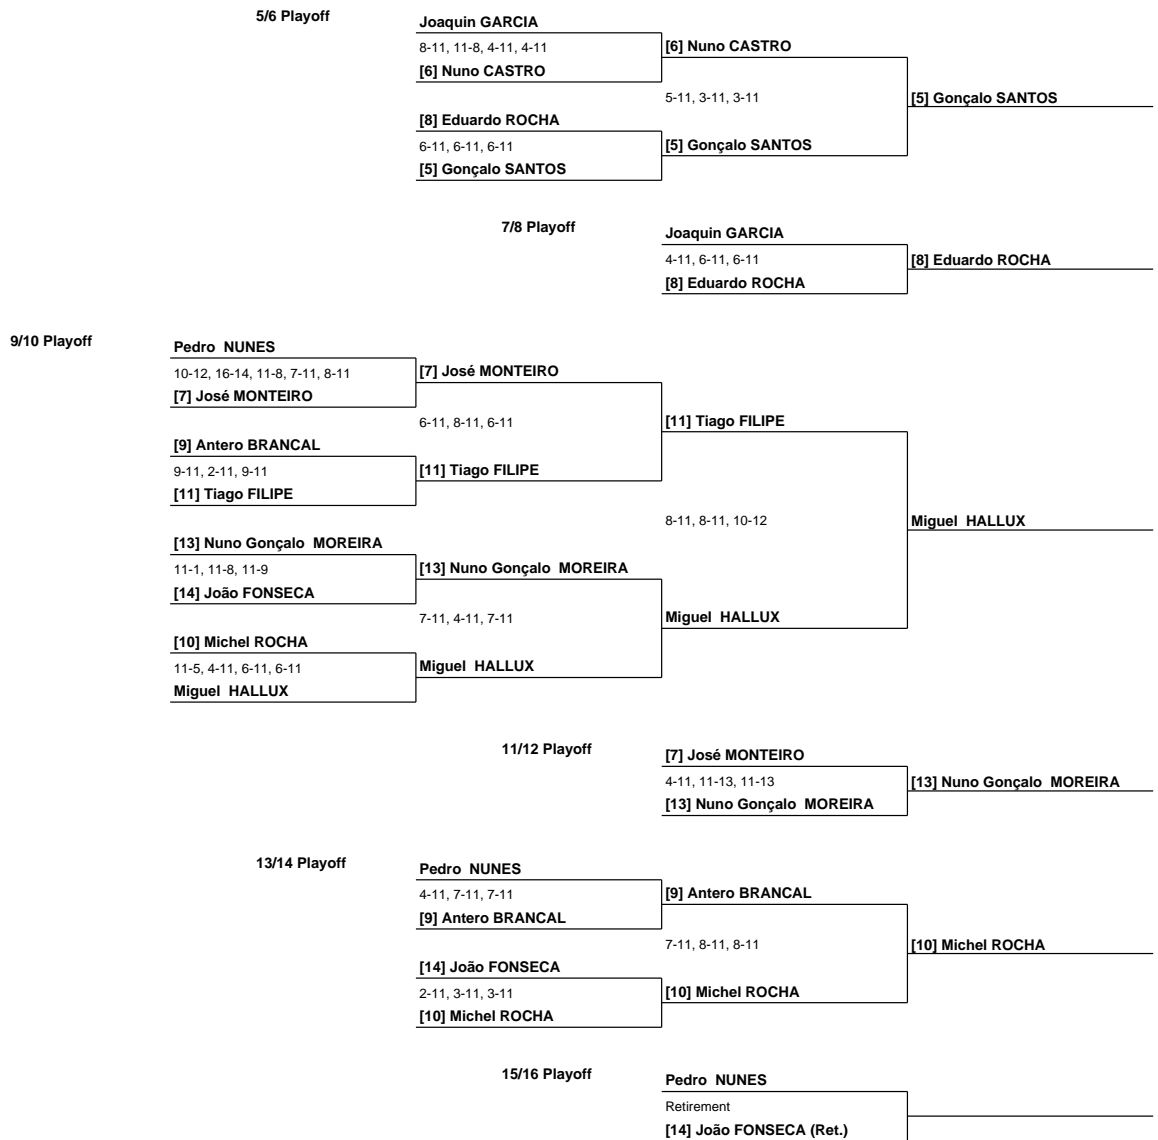 5/6 Playoff
Joaquin GARCIA
8-11, 11-8, 4-11, 4-11
[6] Nuno CASTRO
[6] Nuno CASTRO
5-11, 3-11, 3-11
[5] Gonçalo SANTOS
[8] Eduardo ROCHA
6-11, 6-11, 6-11
[5] Gonçalo SANTOS
[5] Gonçalo SANTOS
7/8 Playoff
Joaquin GARCIA
4-11, 6-11, 6-11
[8] Eduardo ROCHA
[8] Eduardo ROCHA
9/10 Playoff
Pedro NUNES
10-12, 16-14, 11-8, 7-11, 8-11
[7] José MONTEIRO
[7] José MONTEIRO
6-11, 8-11, 6-11
[11] Tiago FILIPE
[9] Antero BRANCAL
9-11, 2-11, 9-11
[11] Tiago FILIPE
[11] Tiago FILIPE
8-11, 8-11, 10-12
Miguel HALLUX
[13] Nuno Gonçalo MOREIRA
11-1, 11-8, 11-9
[14] João FONSECA
[13] Nuno Gonçalo MOREIRA
7-11, 4-11, 7-11
Miguel HALLUX
[10] Michel ROCHA
11-5, 4-11, 6-11, 6-11
Miguel HALLUX
Miguel HALLUX
11/12 Playoff
[7] José MONTEIRO
4-11, 11-13, 11-13
[13] Nuno Gonçalo MOREIRA
[13] Nuno Gonçalo MOREIRA
13/14 Playoff
Pedro NUNES
4-11, 7-11, 7-11
[9] Antero BRANCAL
[9] Antero BRANCAL
7-11, 8-11, 8-11
[10] Michel ROCHA
[14] João FONSECA
2-11, 3-11, 3-11
[10] Michel ROCHA
[10] Michel ROCHA
15/16 Playoff
Pedro NUNES
Retirement
[14] João FONSECA (Ret.)